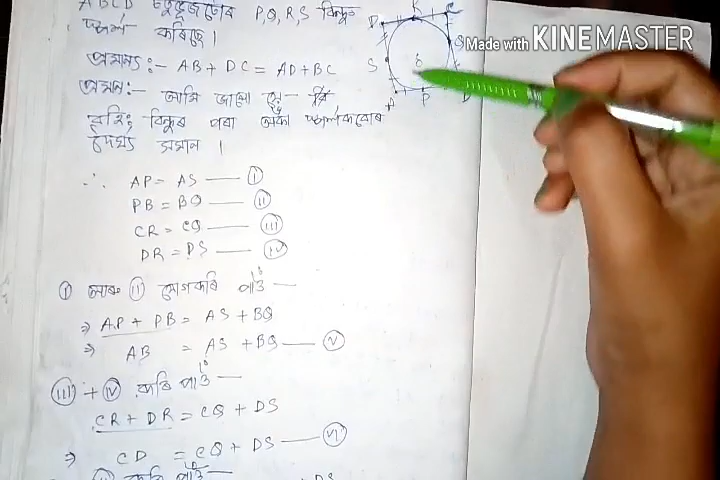 ABCD চতুৰ্ভুজটোৰ P,Q,R,S বিন্দুত
স্পৰ্শ কৰিছে।
প্ৰমাণ্য:- AB + DC = AD + BC
প্ৰমাণ:- আমি জানো যে-
বহিঃ বিন্দুৰ পৰা অঁকা স্পৰ্শকবোৰ
দৈৰ্ঘ্য সমান।
∴ AP = AS — (I)
PB = BQ — (II)
CR = CQ — (III)
DR = DS — (IV)
(I) আৰু (II) যোগকৰি পাওঁ —
⇒ AP + PB = AS + BQ
⇒ AB = AS + BQ — (V)
(III) + (IV) কৰি পাওঁ —
CR + DR = CQ + DS
⇒ CD = CQ + DS — (VI)
কৰি পাওঁ —
D R C
Q
S
A P
Made with KINEMASTER